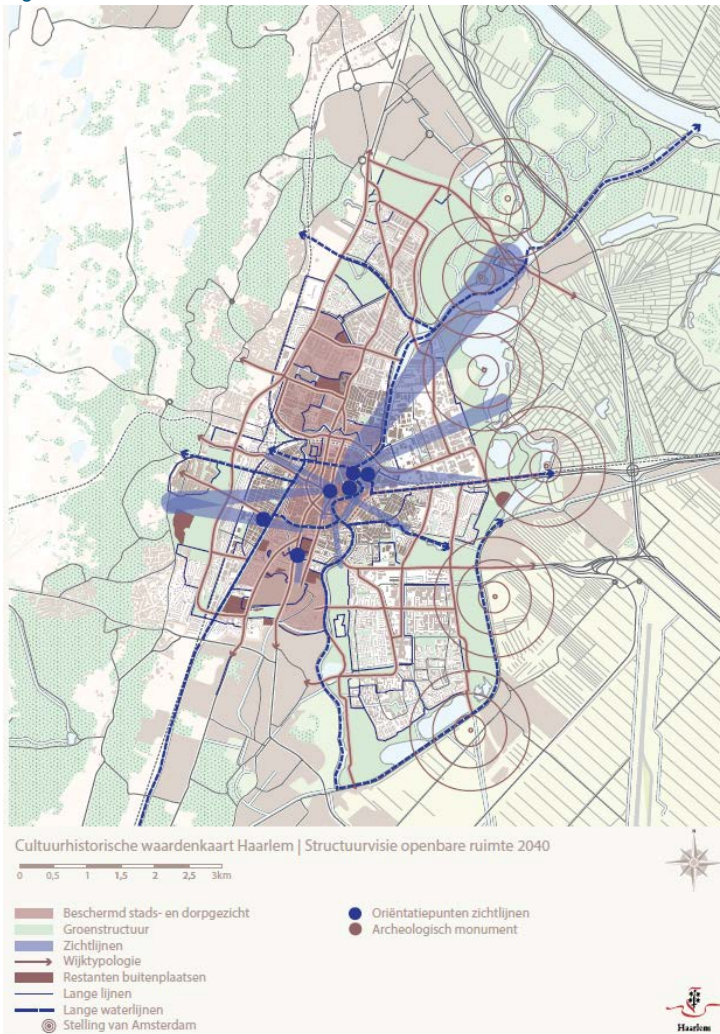 Cultuurhistorische waardenkaart Haarlem | Structuurvisie openbare ruimte 2040
0 0,5 1 1,5 2 2,5 3km
Beschermd stads- en dorpgezicht
Groenstructuur
Zichtlijnen
Wijktypologie
Restanten buitenplaatsen
Lange lijnen
Lange waterlijnen
Stelling van Amsterdam
Oriëntatiepunten zichtlijnen
Archeologisch monument
Haarlem